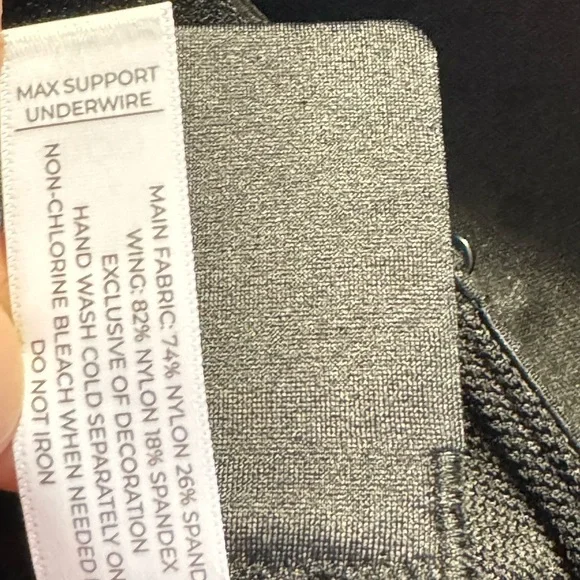 MAX SUPPORT
UNDERWIRE
MAIN FABRIC: 74% NYLON 26% SPAND
WING: 82% NYLON 18% SPANDEX
EXCLUSIVE OF DECORATION
HAND WASH COLD SEPARATELY ON
NON-CHLORINE BLEACH WHEN NEEDED
DO NOT IRON